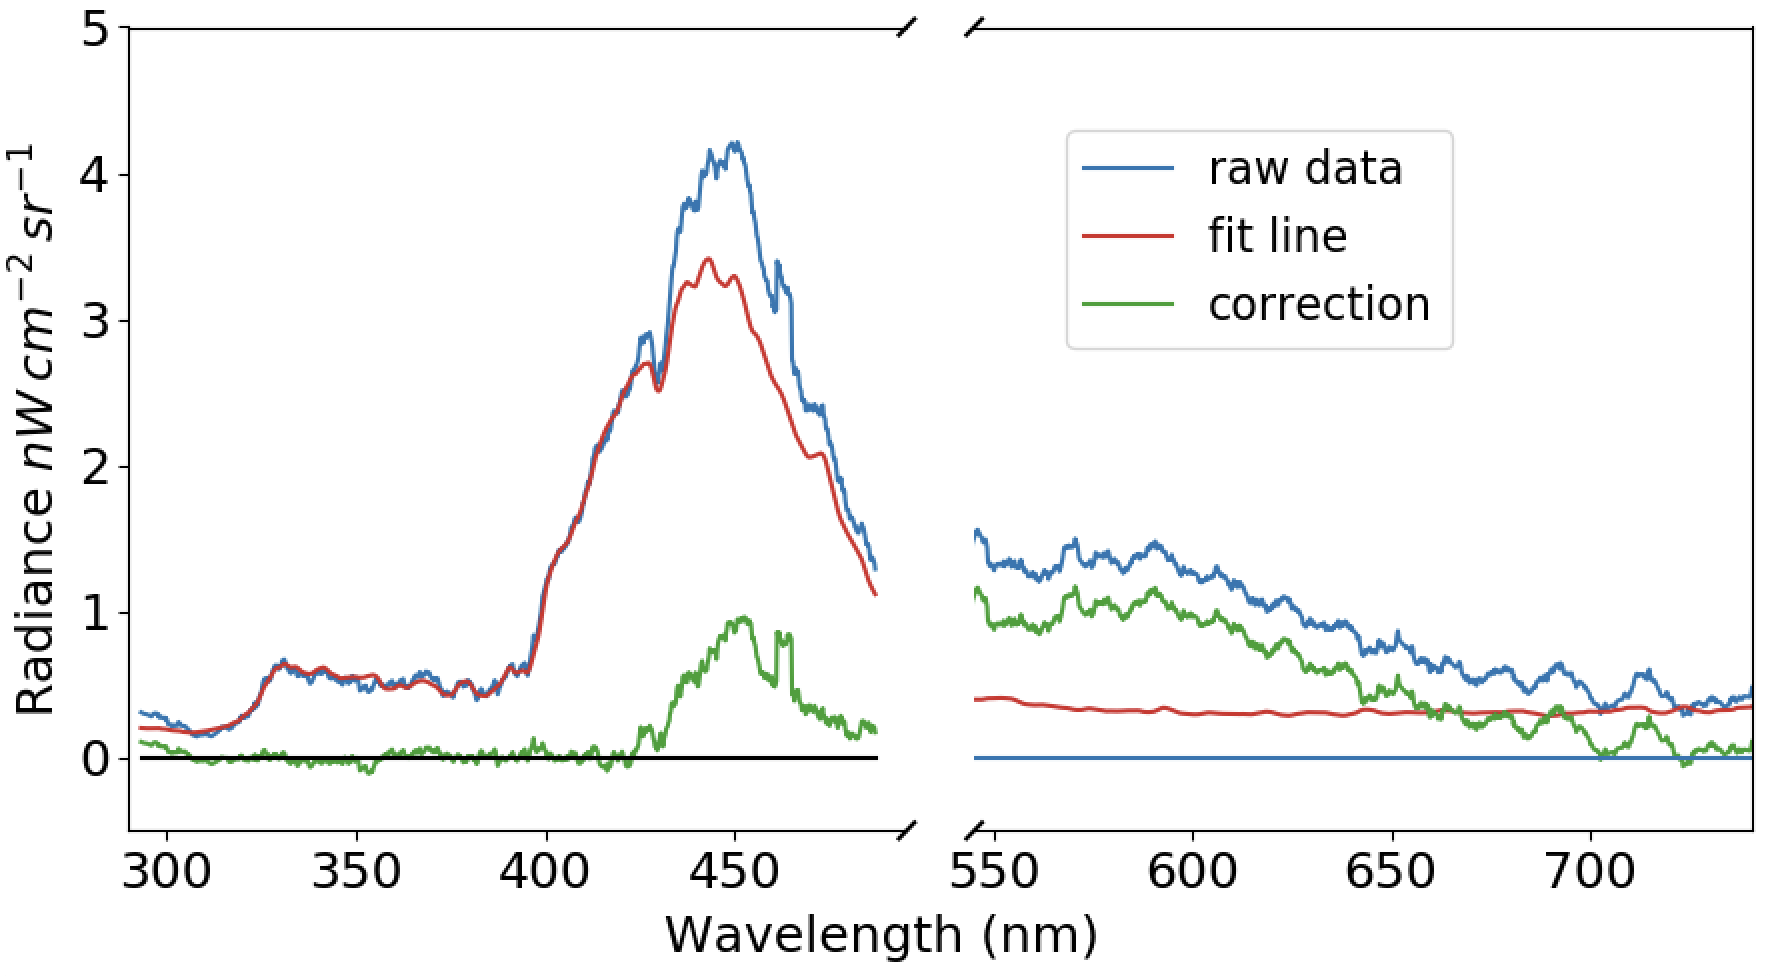 5
4
3
2
1
0
Radiance nW cm⁻² sr⁻¹
raw data
fit line
correction
300 350 400 450 550 600 650 700
Wavelength (nm)